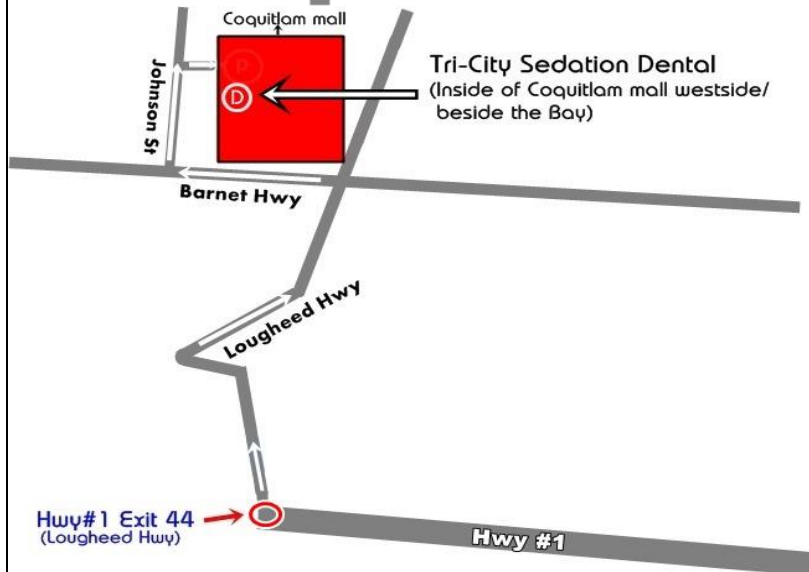 Coquitlam mall
Johnson St
P
D
Tri-City Sedation Dental
(Inside of Coquitlam mall westside/
beside the Bay)
Barnet Hwy
Lougheed Hwy
Hwy#1 Exit 44
(Lougheed Hwy)
Hwy #1